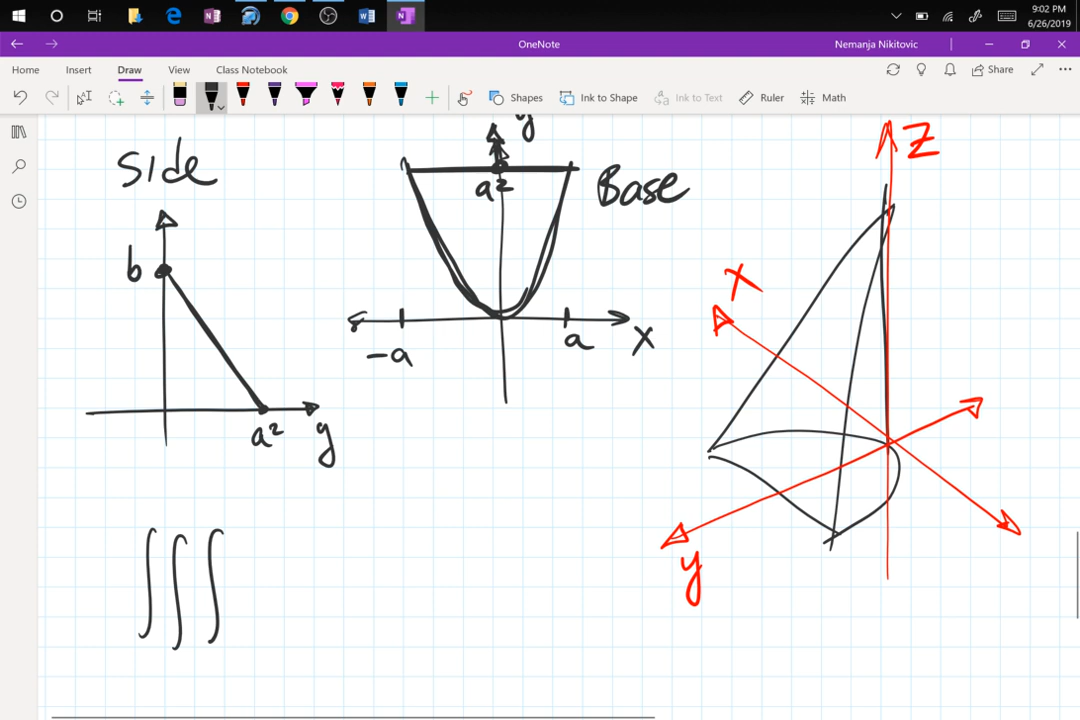 9:02 PM
6/26/2019
OneNote
Nemanja Nikitovic
Home Insert Draw View Class Notebook
Share
Shapes Ink to Shape Ink to Text Ruler Math
Side
b
a²
y
y
a²
Base
-a
a
x
z
x
y
∫∫∫